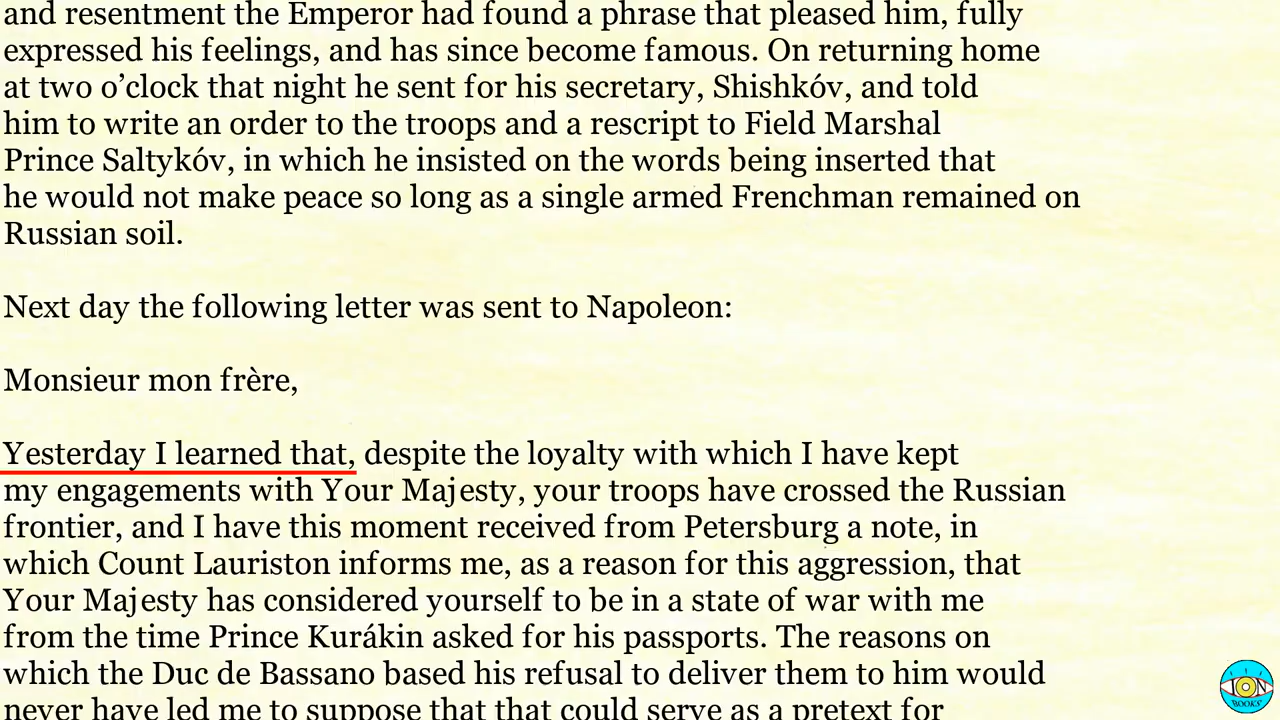 and resentment the Emperor had found a phrase that pleased him, fully
expressed his feelings, and has since become famous. On returning home
at two o’clock that night he sent for his secretary, Shishkóv, and told
him to write an order to the troops and a rescript to Field Marshal
Prince Saltykóv, in which he insisted on the words being inserted that
he would not make peace so long as a single armed Frenchman remained on
Russian soil.
Next day the following letter was sent to Napoleon:
Monsieur mon frère,
Yesterday I learned that, despite the loyalty with which I have kept
my engagements with Your Majesty, your troops have crossed the Russian
frontier, and I have this moment received from Petersburg a note, in
which Count Lauriston informs me, as a reason for this aggression, that
Your Majesty has considered yourself to be in a state of war with me
from the time Prince Kurákin asked for his passports. The reasons on
which the Duc de Bassano based his refusal to deliver them to him would
never have led me to suppose that that could serve as a pretext for
ION
BOOKS